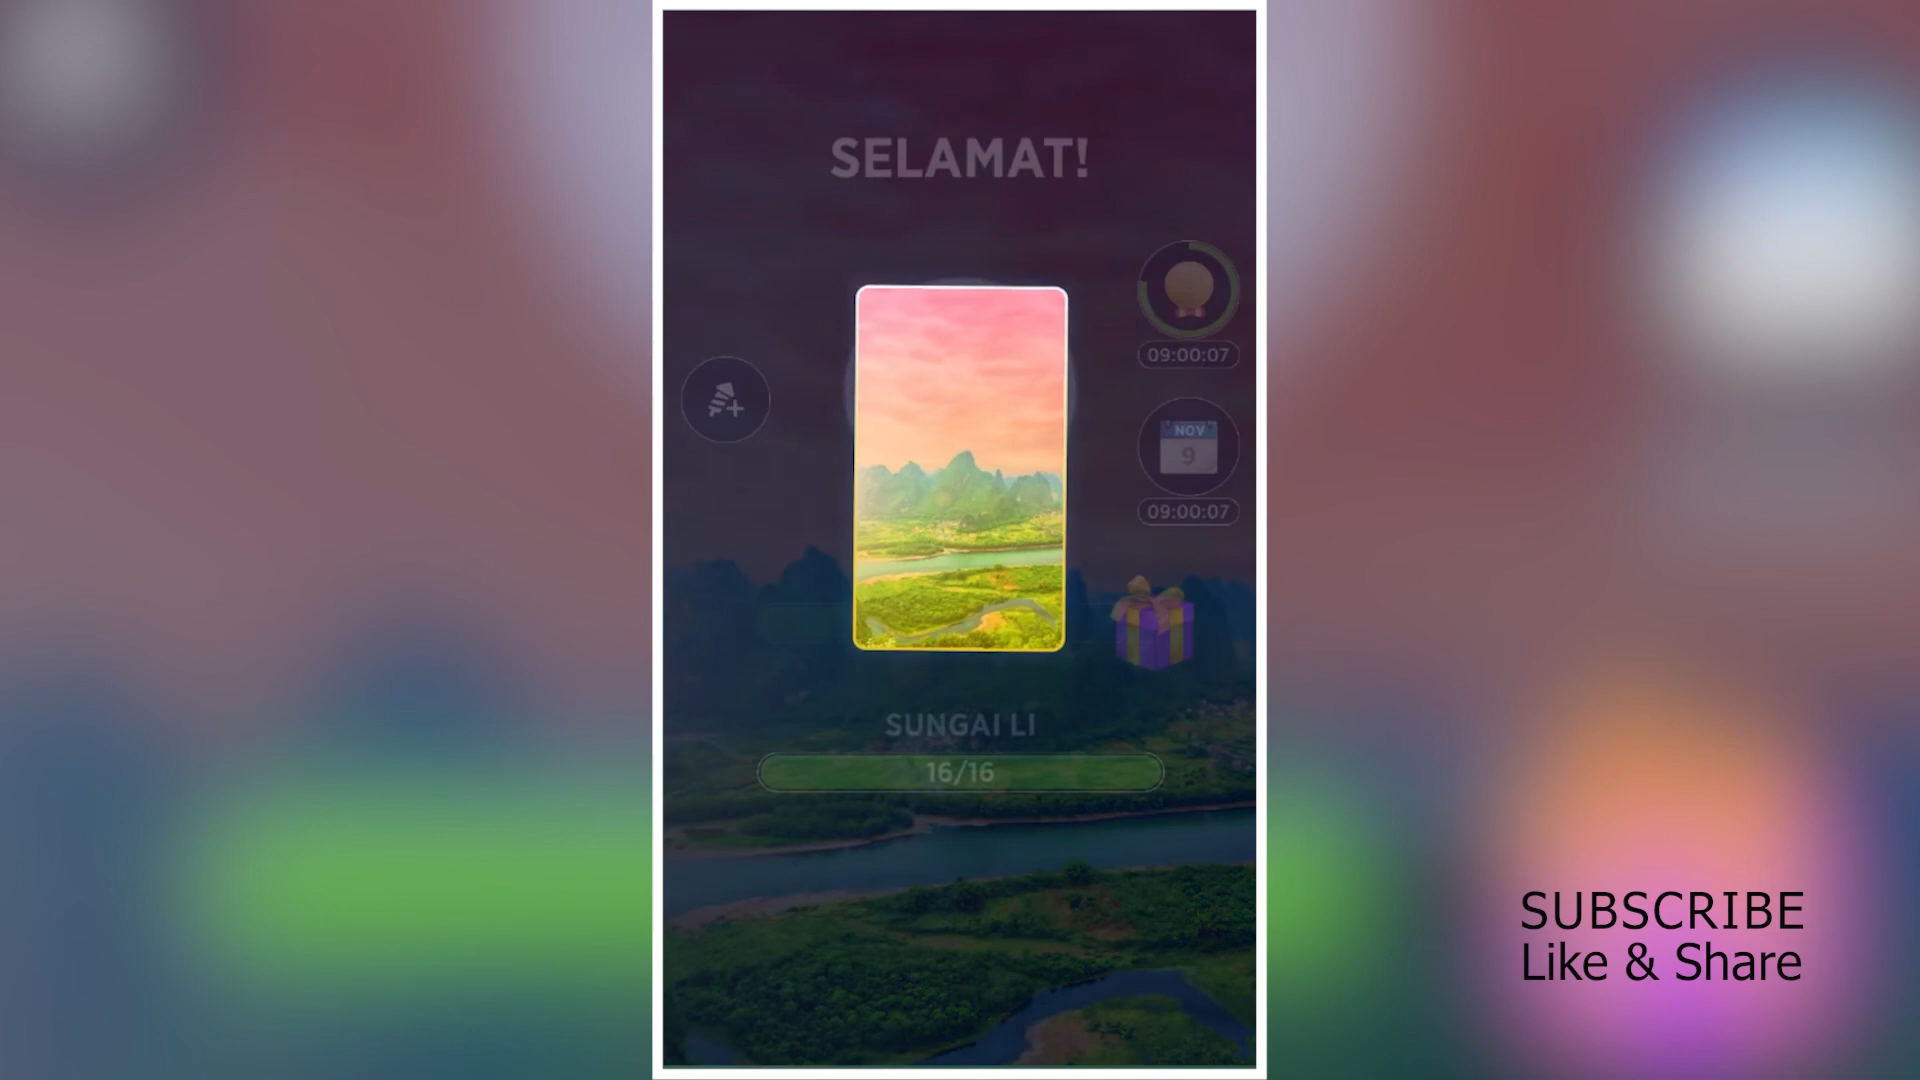 SELAMAT!
09:00:07
NOV
9
09:00:07
SUNGAI LI
16/16
SUBSCRIBE
Like & Share